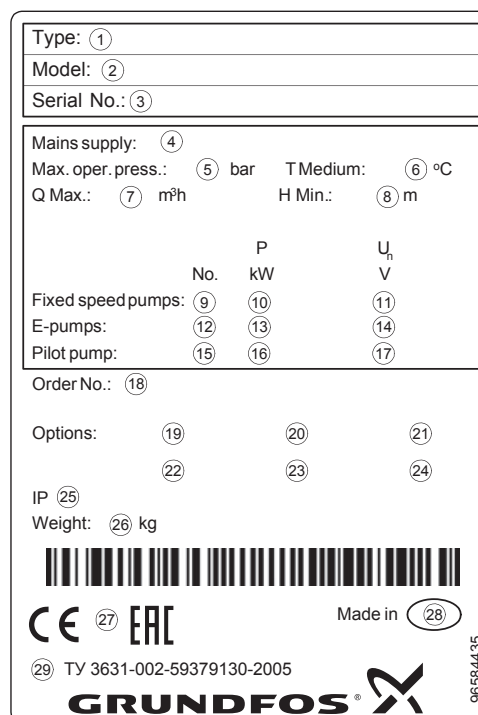 Type: 1
Model: 2
Serial No.: 3
Mains supply: 4
Max. oper. press.: 5 bar T Medium: 6 °C
Q Max.: 7 m³h H Min.: 8 m
P Un
No. kW V
Fixed speed pumps: 9 10 11
E-pumps: 12 13 14
Pilot pump: 15 16 17
Order No.: 18
Options: 19 20 21
22 23 24
IP 25
Weight: 26 kg
CE 27 EAC Made in 28
29 ТУ 3631-002-59379130-2005
GRUNDFOS
96584435